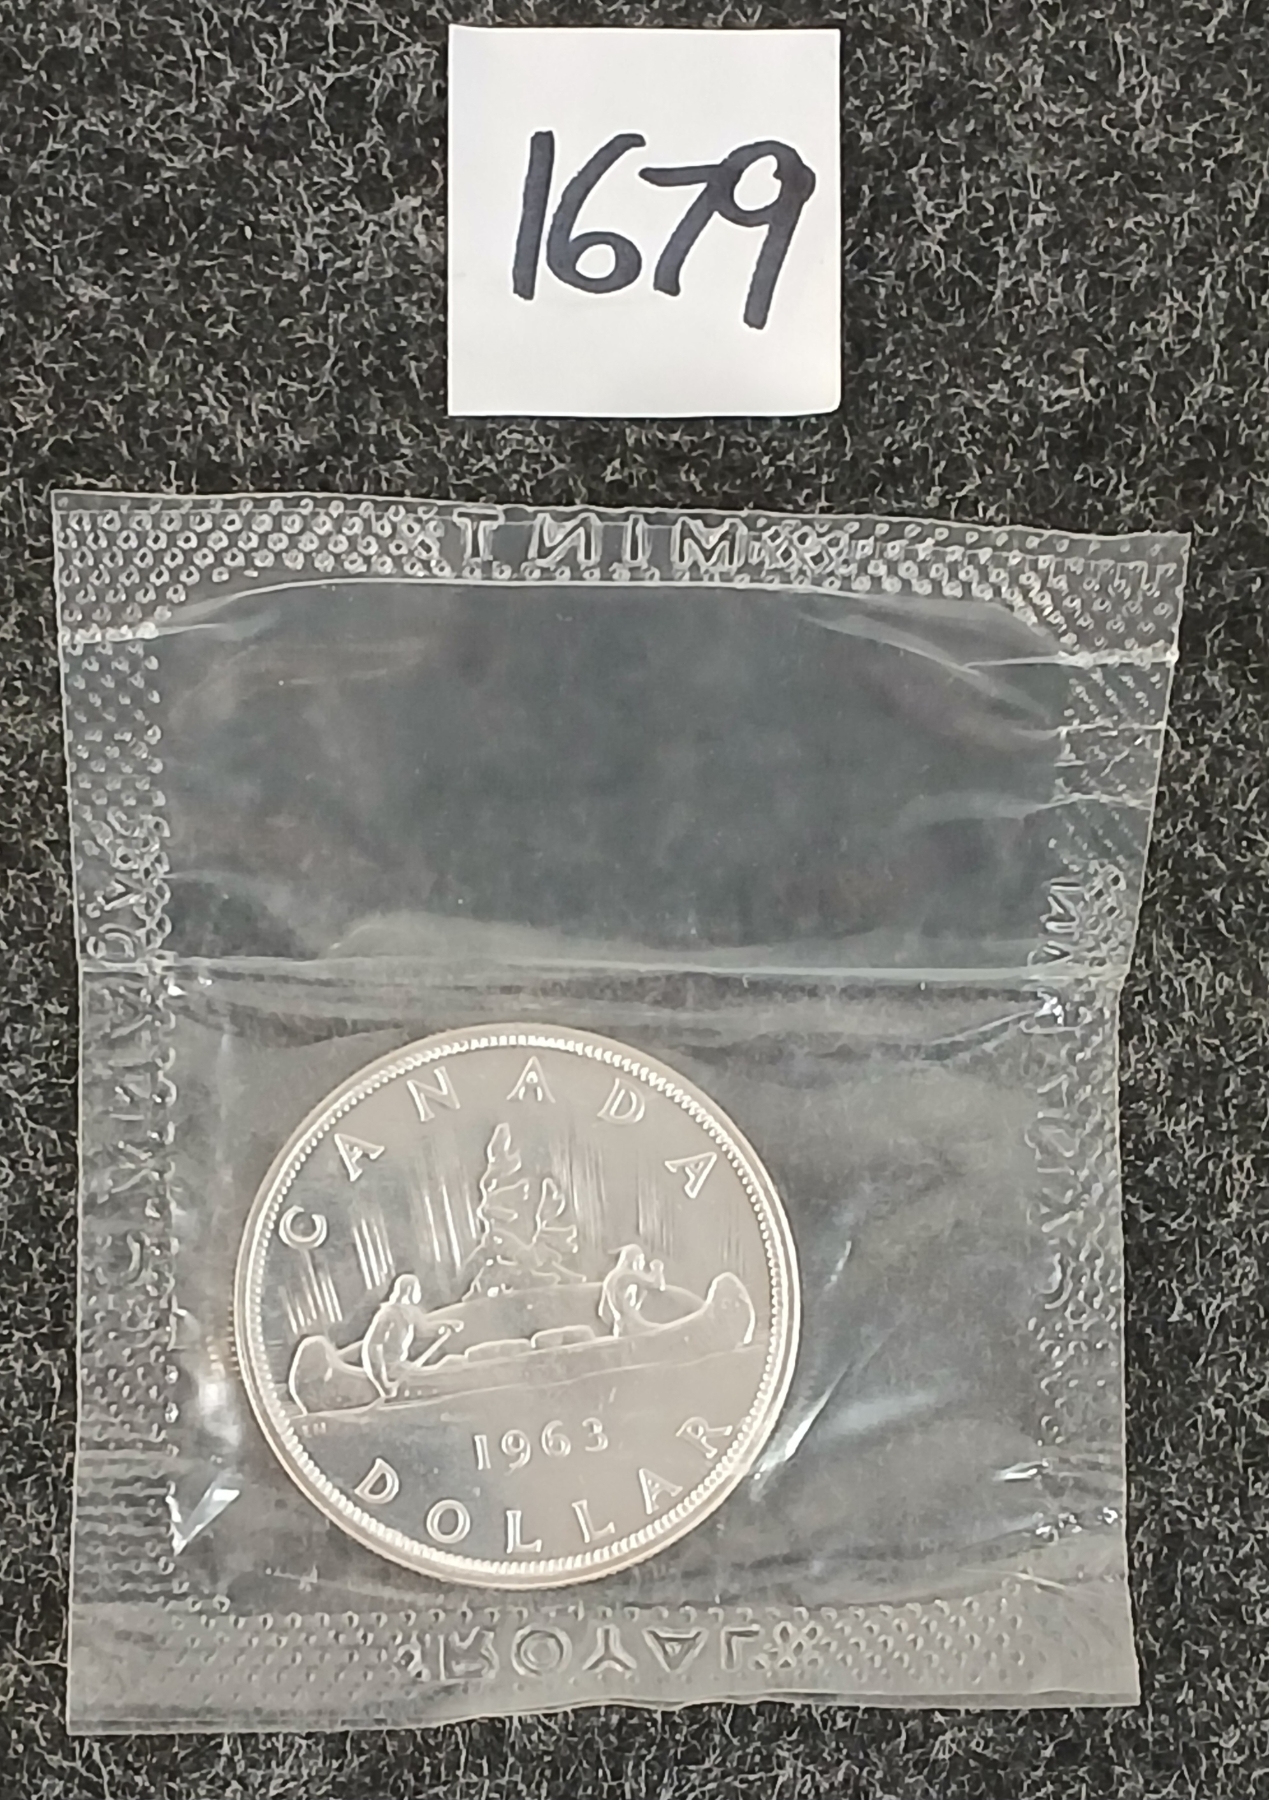 1679
MINT
CANADA
1963
DOLLAR
ROYAL